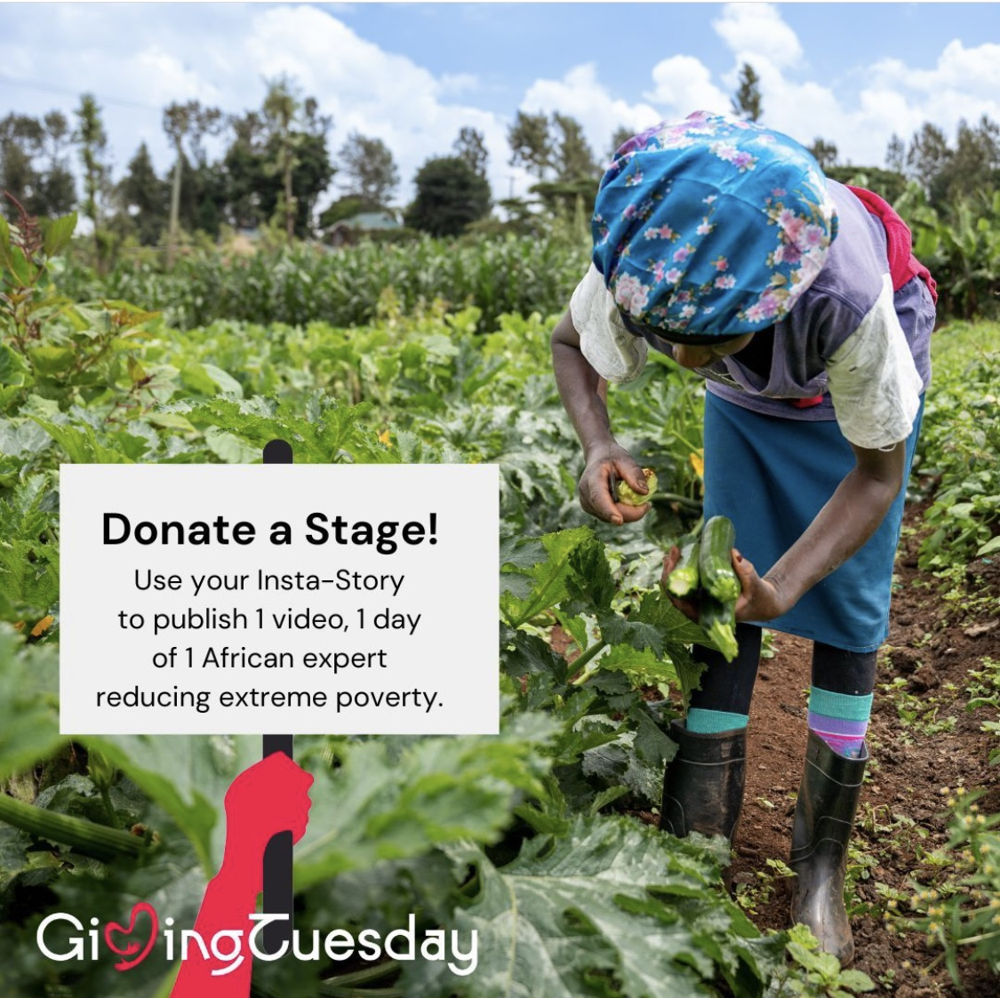 Donate a Stage!
Use your Insta-Story
to publish 1 video, 1 day
of 1 African expert
reducing extreme poverty.
GivingTuesday